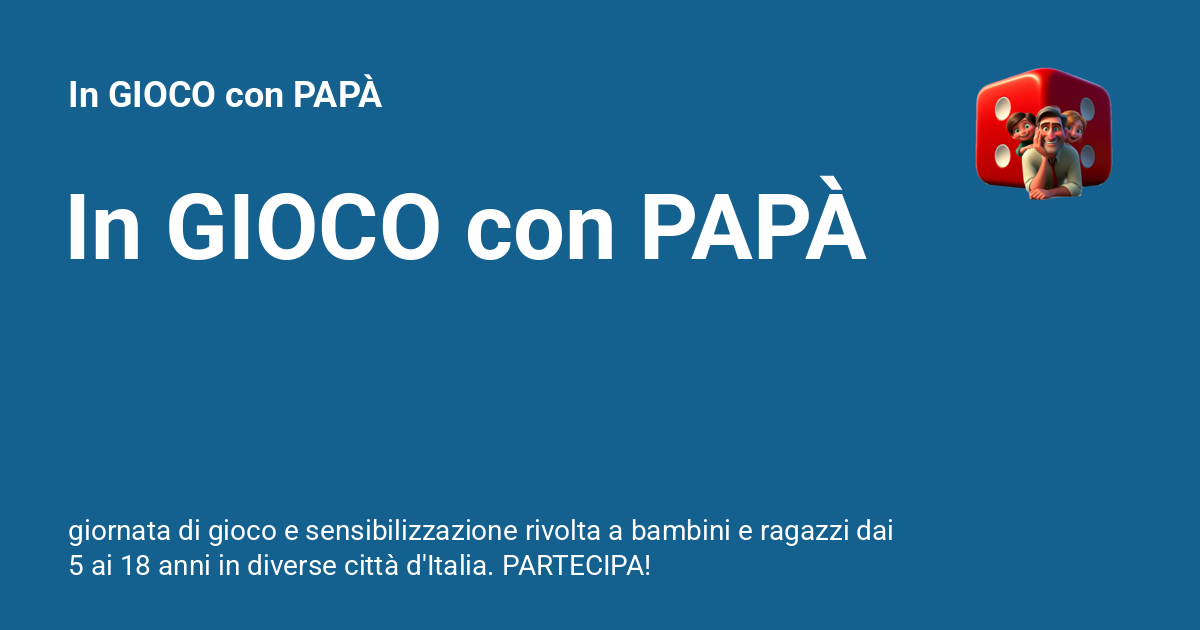 In GIOCO con PAPÀ
In GIOCO con PAPÀ
giornata di gioco e sensibilizzazione rivolta a bambini e ragazzi dai
5 ai 18 anni in diverse città d'Italia. PARTECIPA!